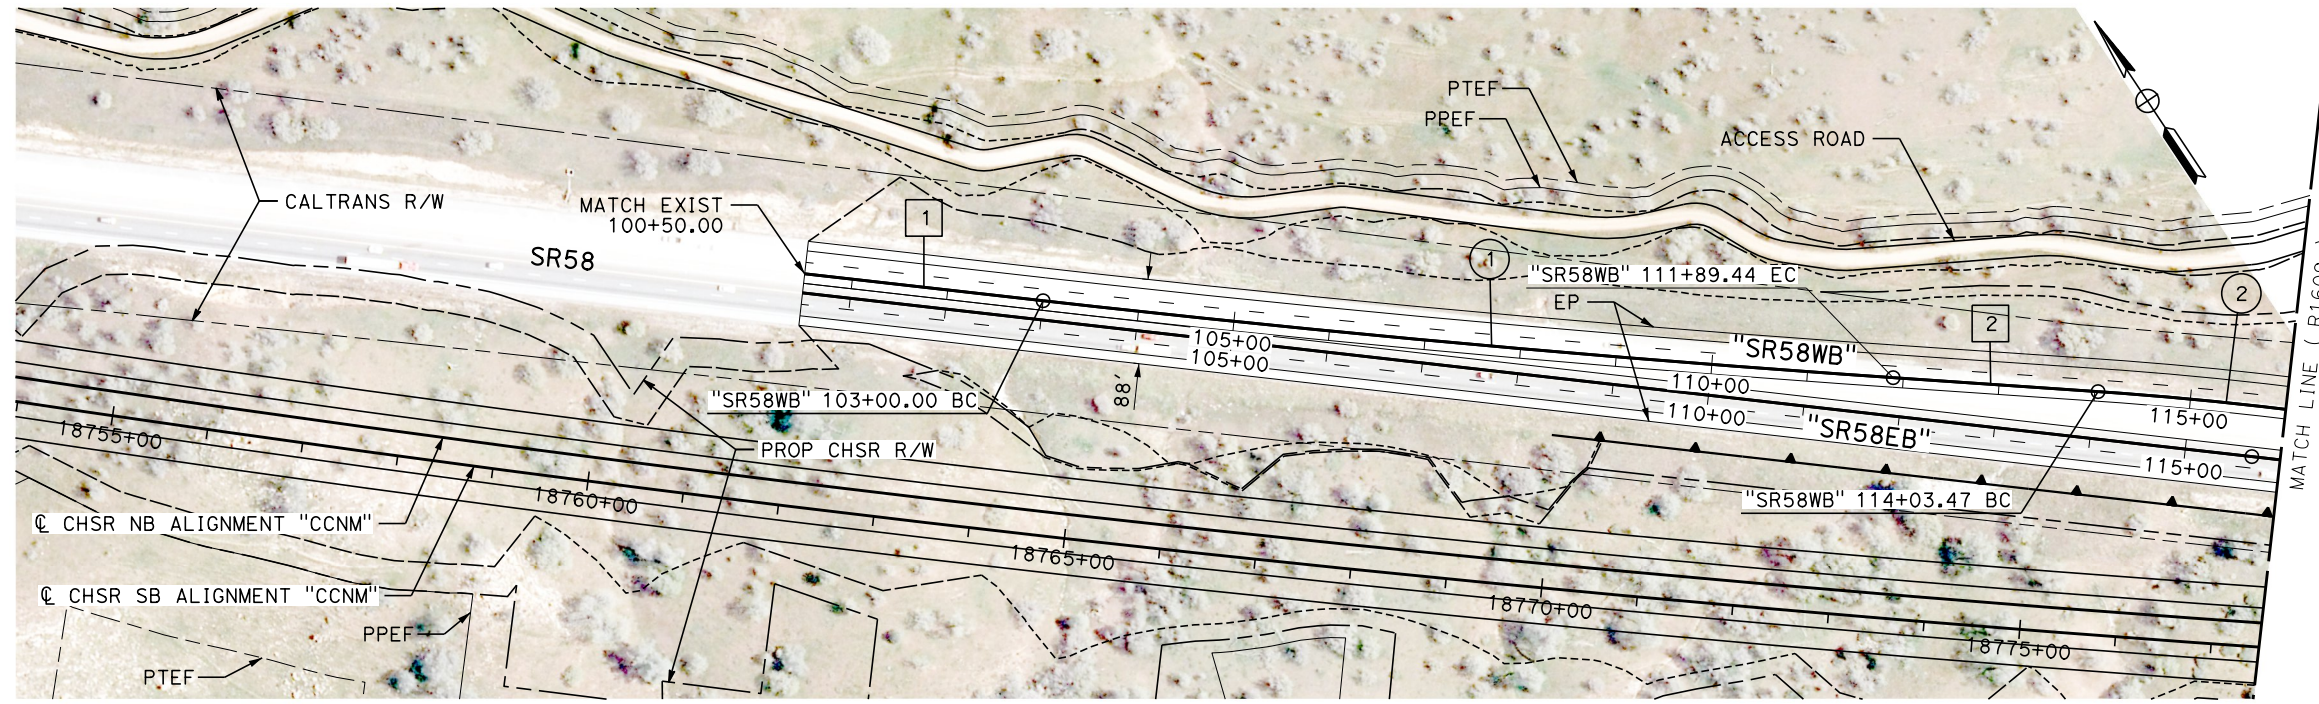 PTEF
PPEF
ACCESS ROAD
CALTRANS R/W
MATCH EXIST
100+50.00
1
SR58
1
"SR58WB" 111+89.44 EC
EP
2
2
105+00
105+00
"SR58WB"
88'
110+00
110+00
"SR58WB" 103+00.00 BC
115+00
"SR58EB"
115+00
18755+00
PROP CHSR R/W
MATCH LINE
18760+00
"SR58WB" 114+03.47 BC
℄ CHSR NB ALIGNMENT "CCNM"
18765+00
℄ CHSR SB ALIGNMENT "CCNM"
18770+00
PPEF
18775+00
PTEF